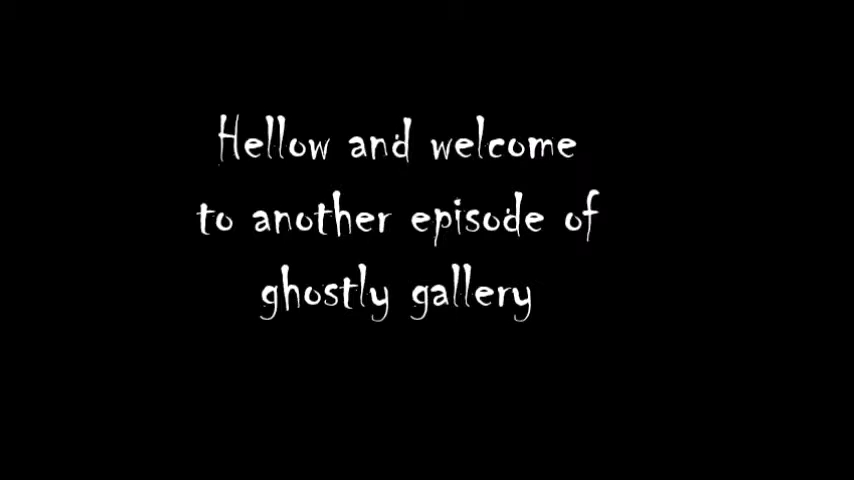 Hellow and welcome
to another episode of
ghostly gallery